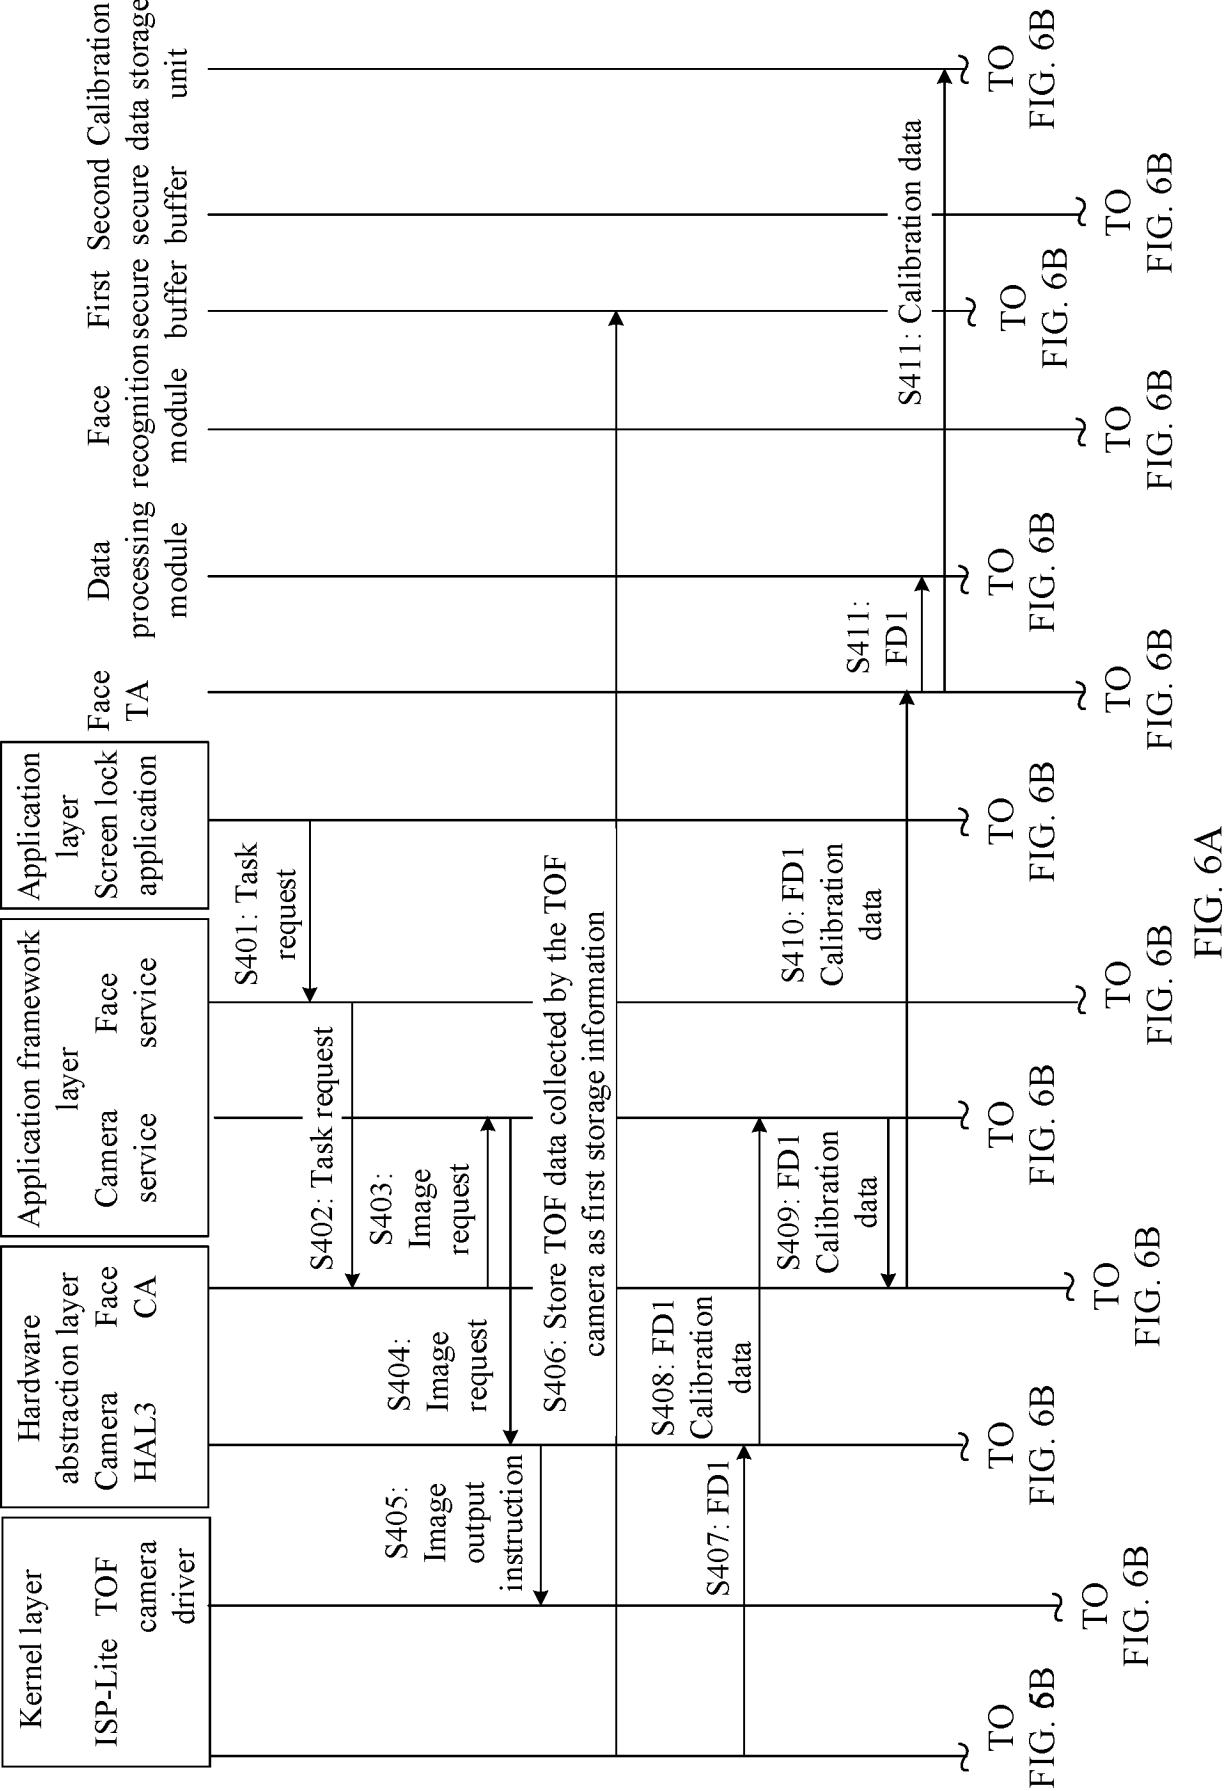 Kernel layer
ISP-Lite
TOF
camera
driver
Hardware
abstraction layer
Camera
HAL3
Face
CA
Application framework
layer
Camera
service
Face
service
Application
layer
Screen lock
application
Face
TA
Data
processing
module
Face
recognition
module
First
secure
buffer
Second
secure
buffer
Calibration
data storage
unit
S401: Task
request
S402: Task request
S403:
Image
request
S404:
Image
request
S405:
Image
output
instruction
S406: Store TOF data collected by the TOF
camera as first storage information
S407: FD1
S408: FD1
Calibration
data
S409: FD1
Calibration
data
S410: FD1
Calibration
data
S411:
FD1
S411: Calibration data
TO
FIG. 6B
TO
FIG. 6B
TO
FIG. 6B
TO
FIG. 6B
TO
FIG. 6B
TO
FIG. 6B
TO
FIG. 6B
TO
FIG. 6B
TO
FIG. 6B
TO
FIG. 6B
TO
FIG. 6B
TO
FIG. 6B
TO
FIG. 6B
FIG. 6A